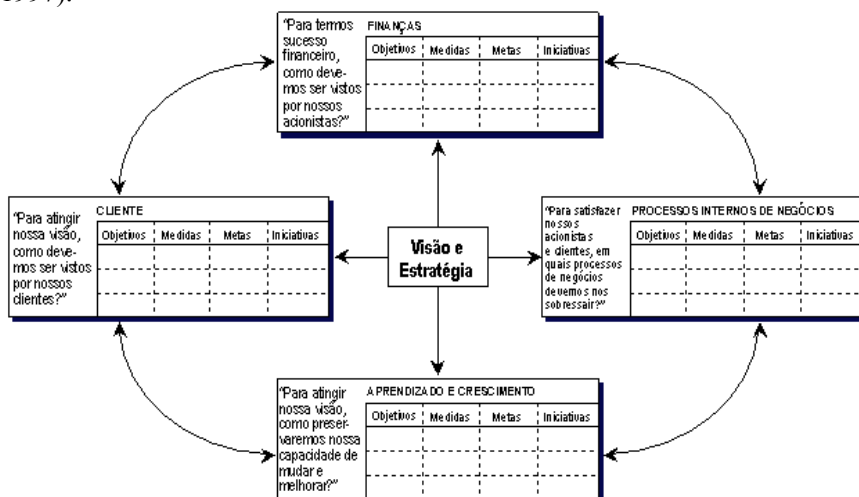 1997).
"Para termos
sucesso
financeiro,
como deve-
mos ser vistos
por nossos
acionistas?"
FINANÇAS
Objetivos Medidas Metas Iniciativas
"Para atingir
nossa visão,
como deve-
mos ser vistos
por nossos
clientes?"
CLIENTE
Objetivos Medidas Metas Iniciativas
Visão e
Estratégia
"Para satisfazer
nossos
acionistas
e clientes, em
quais processos
de negócios
devemos nos
sobressair?"
PROCESSOS INTERNOS DE NEGÓCIOS
Objetivos Medidas Metas Iniciativas
"Para atingir
nossa visão,
como preser-
varemos nossa
capacidade de
mudar e
melhorar?"
APRENDIZADO E CRESCIMENTO
Objetivos Medidas Metas Iniciativas